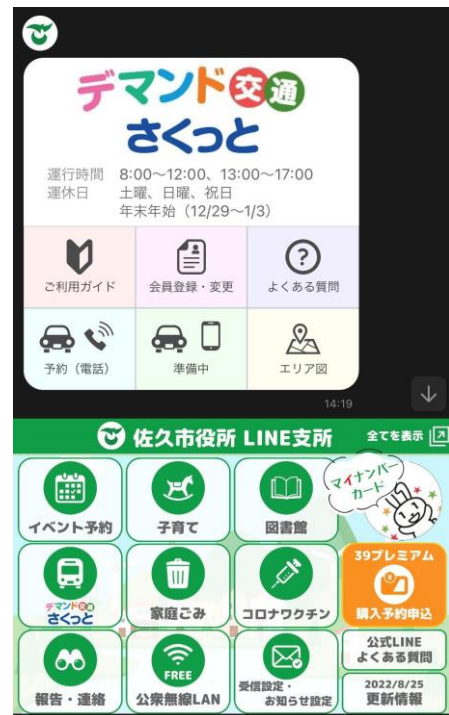 デマンド交通
さくっと
運行時間 8:00～12:00、13:00～17:00
運休日 土曜、日曜、祝日
年末年始（12/29～1/3）
ご利用ガイド
会員登録・変更
よくある質問
予約（電話）
準備中
エリア図
14:19
佐久市役所 LINE支所
全てを表示
イベント予約
子育て
図書館
マイナンバー
カード
デマンド交通
さくっと
家庭ごみ
コロナワクチン
39プレミアム
購入予約申込
報告・連絡
FREE
公衆無線LAN
受信設定・
お知らせ設定
公式LINE
よくある質問
2022/8/25
更新情報